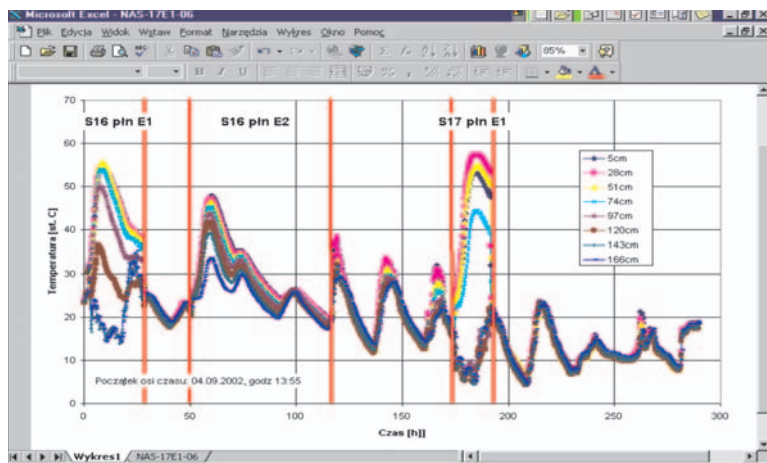 Microsoft Excel - NAS-17E1-06
Plik Edycja Widok Wstaw Format Narzędzia Wykres Okno Pomoc
85%
B I U
S16 płn E1
S16 płn E2
S17 płn E1
Temperatura [st. C]
70
60
50
40
30
20
10
0
5cm
28cm
51cm
74cm
97cm
120cm
143cm
166cm
Początek osi czasu: 04.09.2002, godz 13:55
0 50 100 150 200 250 300
Czas [h]]
Wykres1 / NAS-17E1-06 /